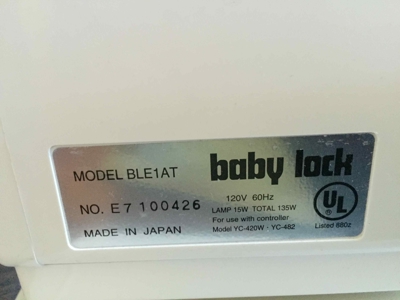 MODEL BLE1AT
baby lock
NO. E7 100426
120V 60Hz
LAMP 15W TOTAL 135W
For use with controller
Model YC-420W · YC-482
MADE IN JAPAN
UL
Listed 680z